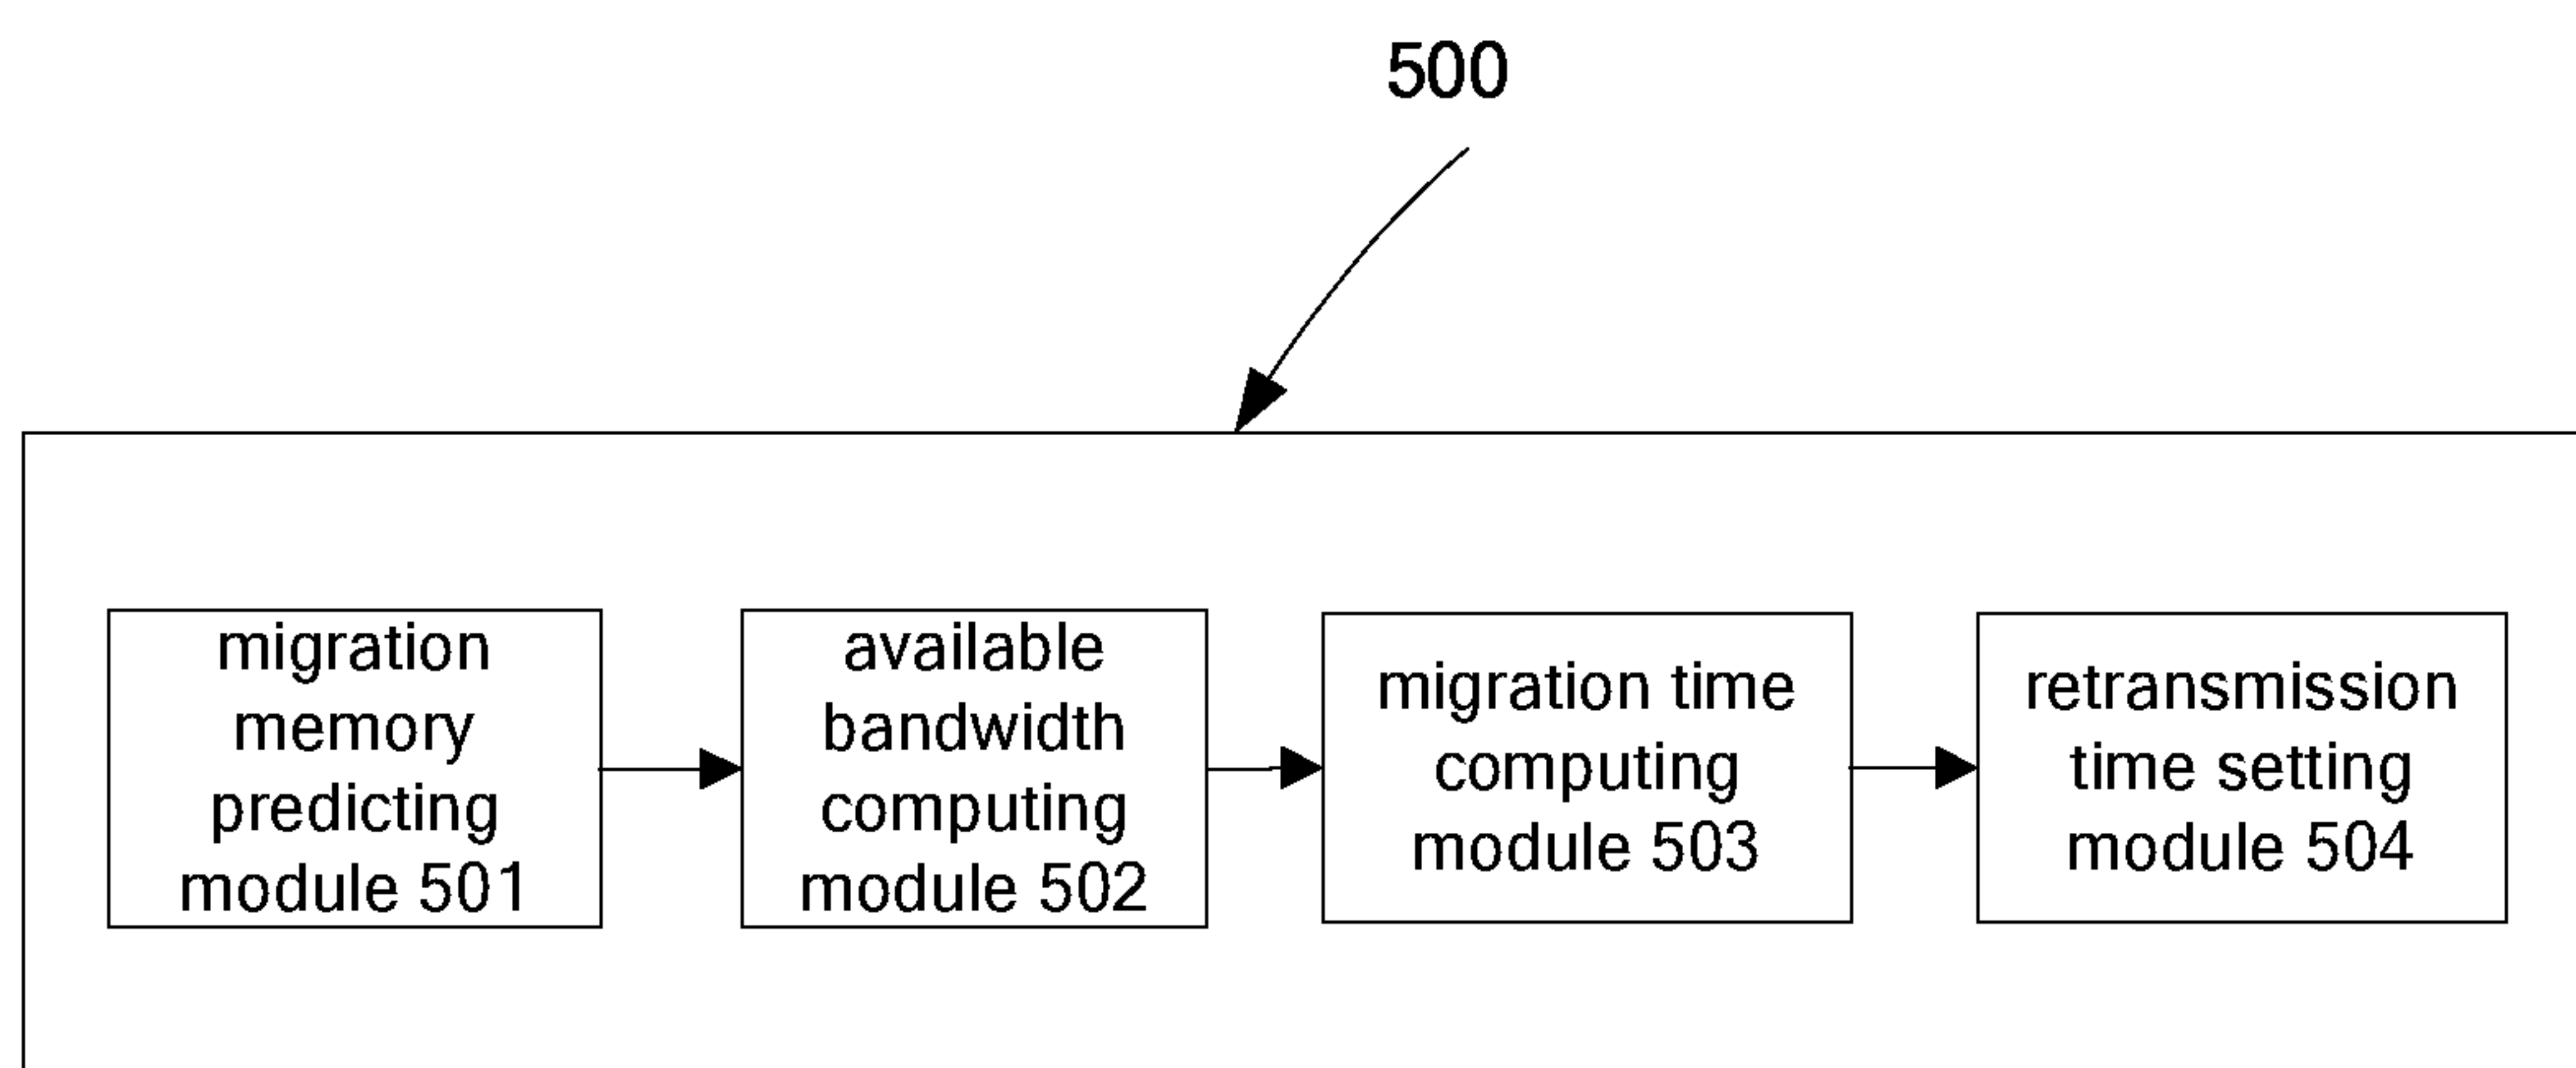 500
migration
memory
predicting
module 501
available
bandwidth
computing
module 502
migration time
computing
module 503
retransmission
time setting
module 504